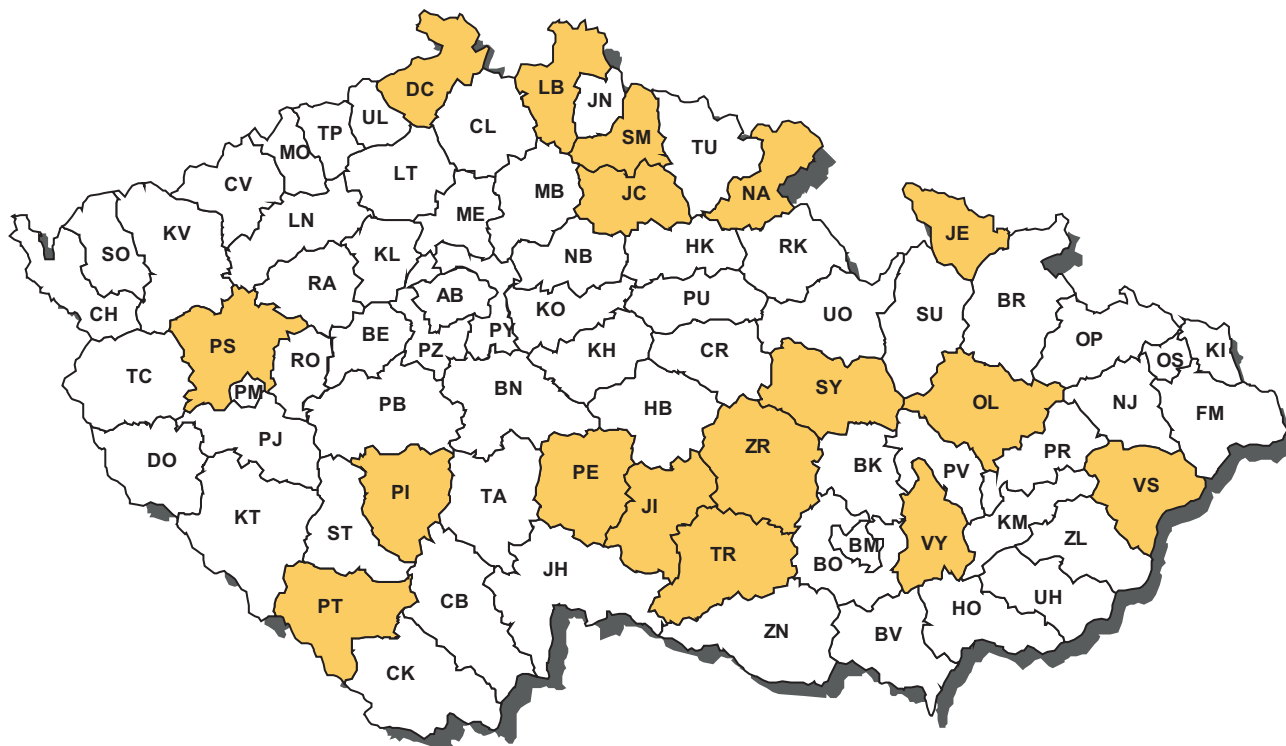 DC
LB
JN
UL
TP
CL
SM
TU
MO
LT
CV
MB
JC
NA
ME
LN
KV
SO
JE
HK
RK
NB
KL
RA
AB
PU
BR
CH
KO
PY
UO
SU
BE
OP
PS
PZ
KH
CR
RO
OS
KI
TC
PM
BN
SY
OL
PB
HB
NJ
FM
PJ
ZR
PR
DO
BK
PV
PE
VS
PI
TA
JI
KT
ST
KM
ZL
TR
BM
VY
BO
JH
PT
CB
UH
HO
ZN
BV
CK